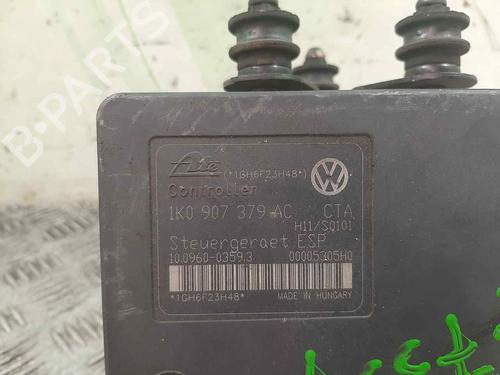 Ate (*1GH6F23H48*)
Controller
1K0 907 379 AC CTA
H11/SQ101
Steuergeraet ESP
10.0960-0359.3 00005305H0
*1GH6F23H48* MADE IN HUNGARY
B-PARTS